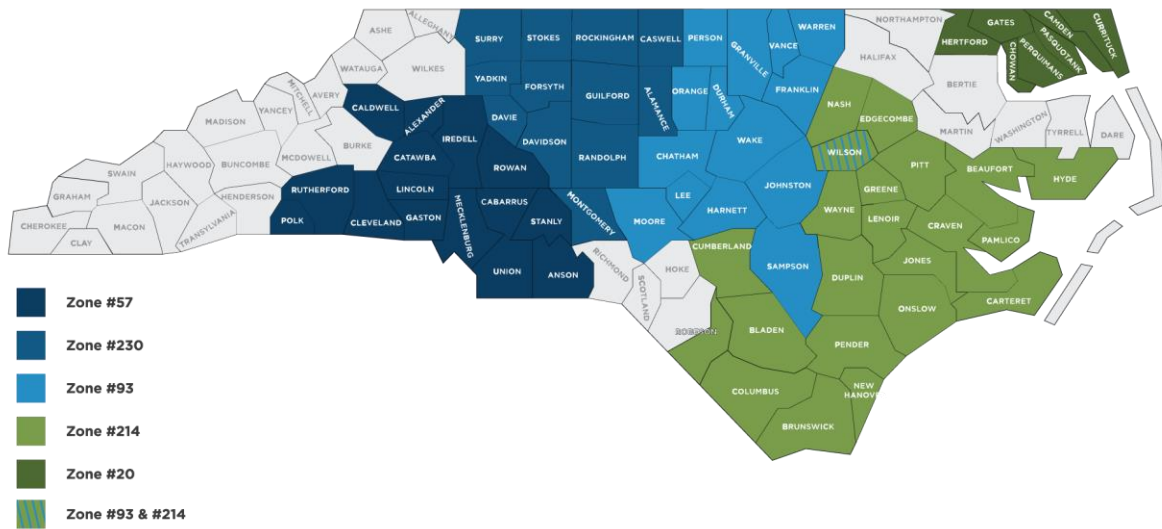 ALLEGHANY
ASHE
SURRY
STOKES
ROCKINGHAM
CASWELL
PERSON
GRANVILLE
VANCE
WARREN
NORTHAMPTON
GATES
CAMDEN
CURRITUCK
HERTFORD
PASQUOTANK
PERQUIMANS
CHOWAN
HALIFAX
WATAUGA
WILKES
YADKIN
FORSYTH
GUILFORD
ALAMANCE
ORANGE
DURHAM
FRANKLIN
NASH
BERTIE
MITCHELL
AVERY
CALDWELL
ALEXANDER
DAVIE
EDGECOMBE
MADISON
YANCEY
IREDELL
DAVIDSON
RANDOLPH
CHATHAM
WAKE
WILSON
MARTIN
WASHINGTON
TYRRELL
DARE
BURKE
CATAWBA
ROWAN
HAYWOOD
BUNCOMBE
MCDOWELL
SWAIN
PITT
BEAUFORT
HYDE
GRAHAM
JACKSON
HENDERSON
RUTHERFORD
LINCOLN
CABARRUS
MONTGOMERY
LEE
JOHNSTON
GREENE
CHEROKEE
MACON
TRANSYLVANIA
POLK
CLEVELAND
GASTON
MECKLENBURG
STANLY
MOORE
HARNETT
WAYNE
LENOIR
CRAVEN
PAMLICO
CLAY
UNION
ANSON
RICHMOND
SCOTLAND
HOKE
CUMBERLAND
SAMPSON
DUPLIN
JONES
ONSLOW
CARTERET
ROBESON
BLADEN
PENDER
COLUMBUS
NEW
HANOV
BRUNSWICK
Zone #57
Zone #230
Zone #93
Zone #214
Zone #20
Zone #93 & #214